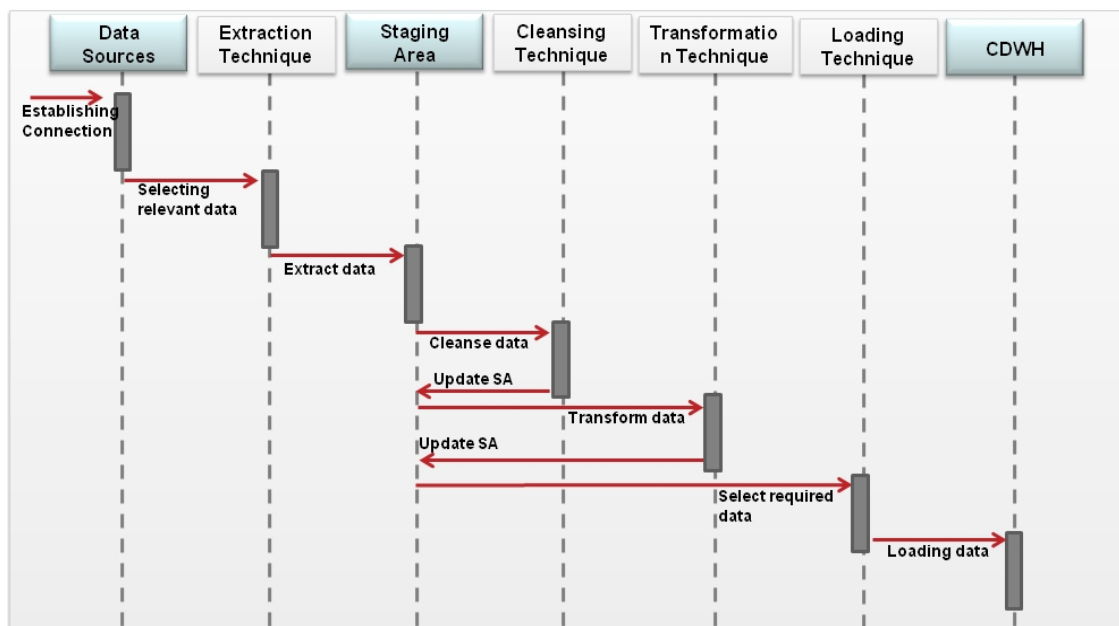 Data
Sources
Extraction
Technique
Staging
Area
Cleansing
Technique
Transformatio
n Technique
Loading
Technique
CDWH
Establishing
Connection
Selecting
relevant data
Extract data
Cleanse data
Update SA
Transform data
Update SA
Select required
data
Loading data